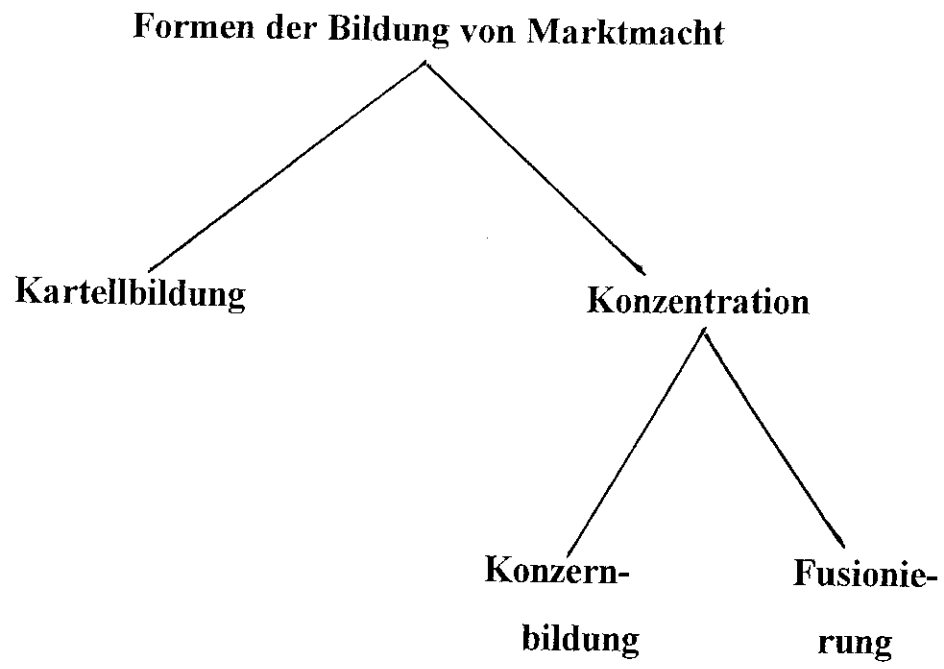 Formen der Bildung von Marktmacht
Kartellbildung
Konzentration
Konzern-
bildung
Fusionie-
rung